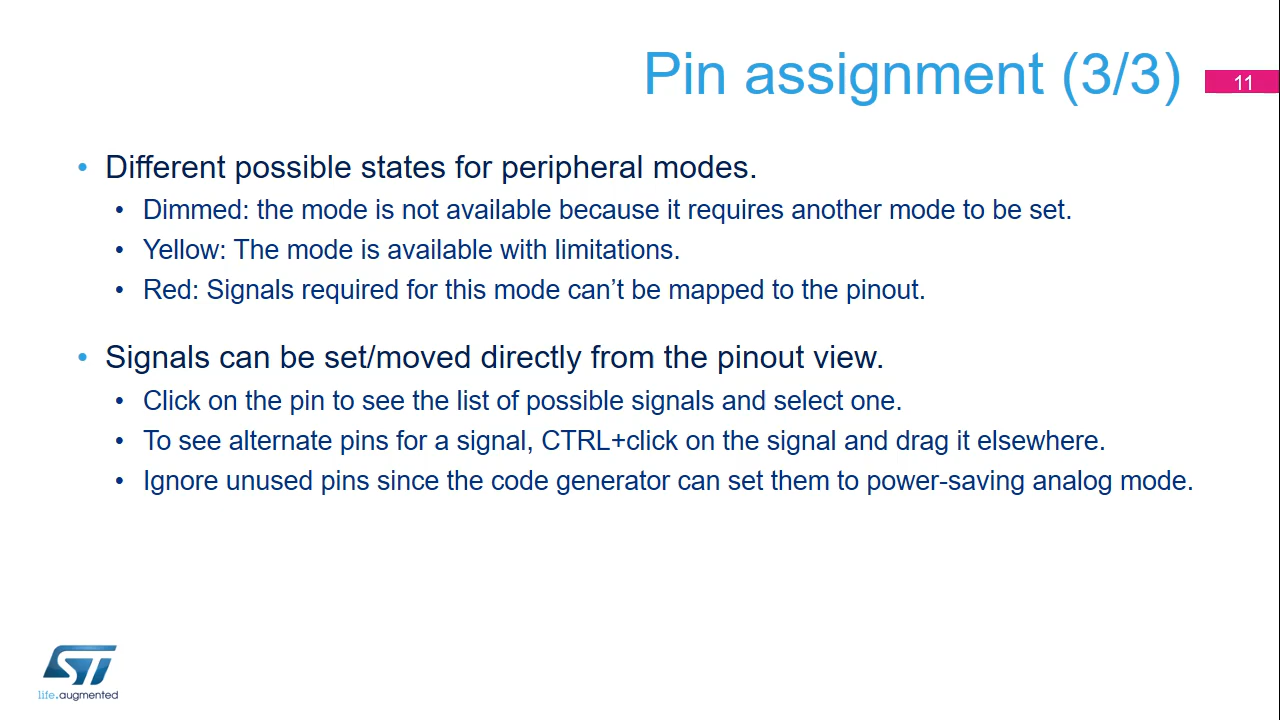 Pin assignment (3/3)
11
• Different possible states for peripheral modes.
• Dimmed: the mode is not available because it requires another mode to be set.
• Yellow: The mode is available with limitations.
• Red: Signals required for this mode can’t be mapped to the pinout.
• Signals can be set/moved directly from the pinout view.
• Click on the pin to see the list of possible signals and select one.
• To see alternate pins for a signal, CTRL+click on the signal and drag it elsewhere.
• Ignore unused pins since the code generator can set them to power-saving analog mode.
ST
life.augmented